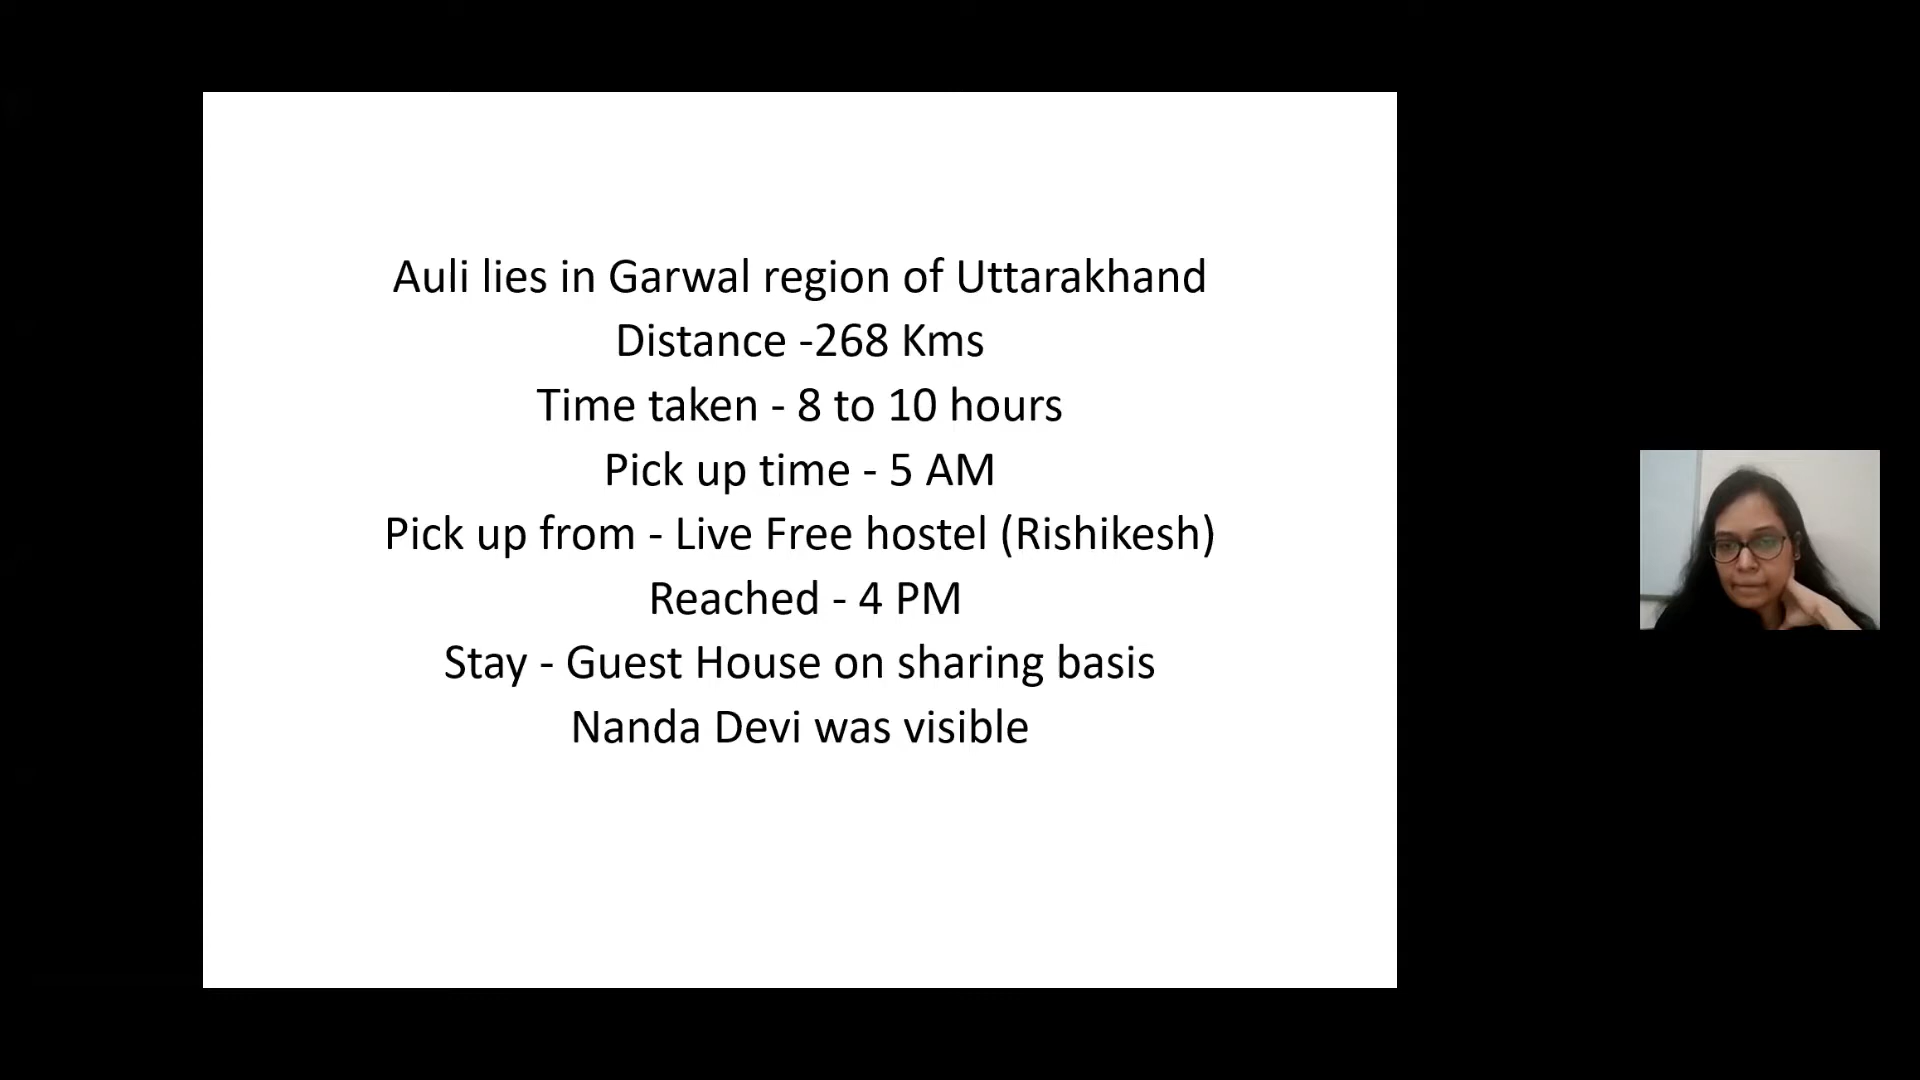 Auli lies in Garwal region of Uttarakhand
Distance -268 Kms
Time taken - 8 to 10 hours
Pick up time - 5 AM
Pick up from - Live Free hostel (Rishikesh)
Reached - 4 PM
Stay - Guest House on sharing basis
Nanda Devi was visible